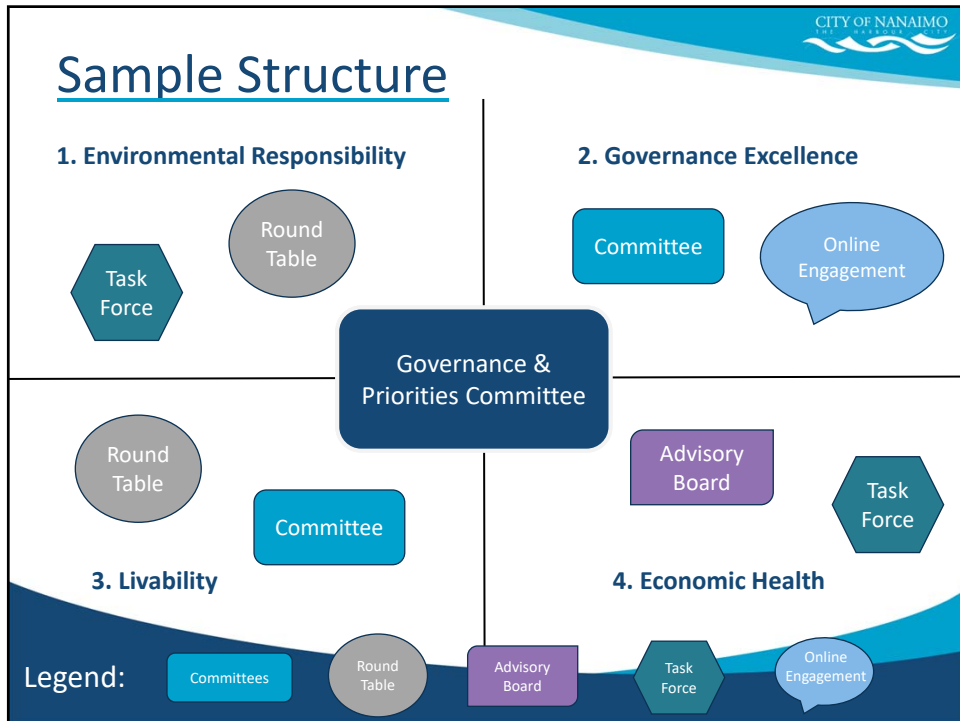 CITY OF NANAIMO
THE HARBOUR CITY
Sample Structure
1. Environmental Responsibility
2. Governance Excellence
Round
Table
Task
Force
Committee
Online
Engagement
Governance &
Priorities Committee
Round
Table
Committee
Advisory
Board
Task
Force
3. Livability
4. Economic Health
Legend:
Committees
Round
Table
Advisory
Board
Task
Force
Online
Engagement